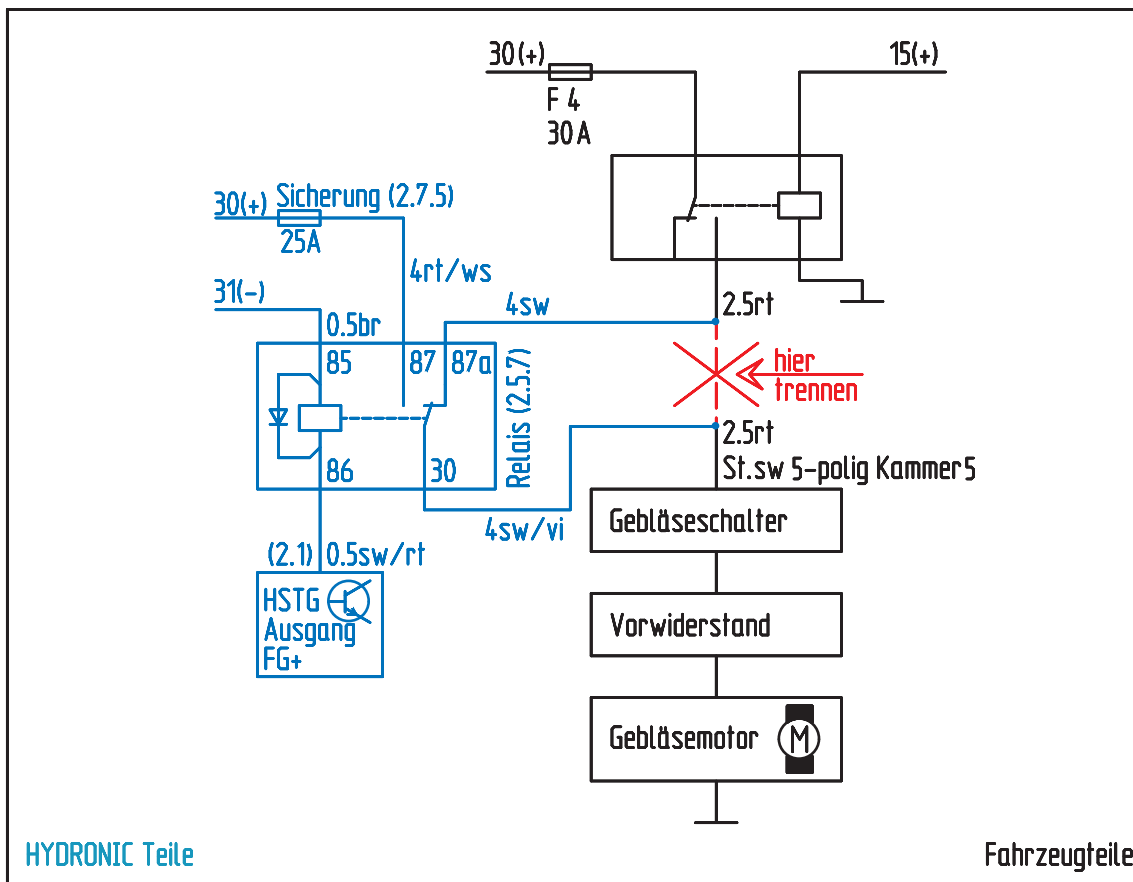 30(+)
15(+)
F 4
30A
30(+)
Sicherung (2.7.5)
25A
4rt/ws
31(-)
0.5br
4sw
2.5rt
85
87
87a
Relais (2.5.7)
hier
trennen
86
30
2.5rt
St.sw 5-polig Kammer5
4sw/vi
Gebläseschalter
(2.1)
0.5sw/rt
HSTG
Ausgang
FG+
Vorwiderstand
Gebläsemotor
M
HYDRONIC Teile
Fahrzeugteile